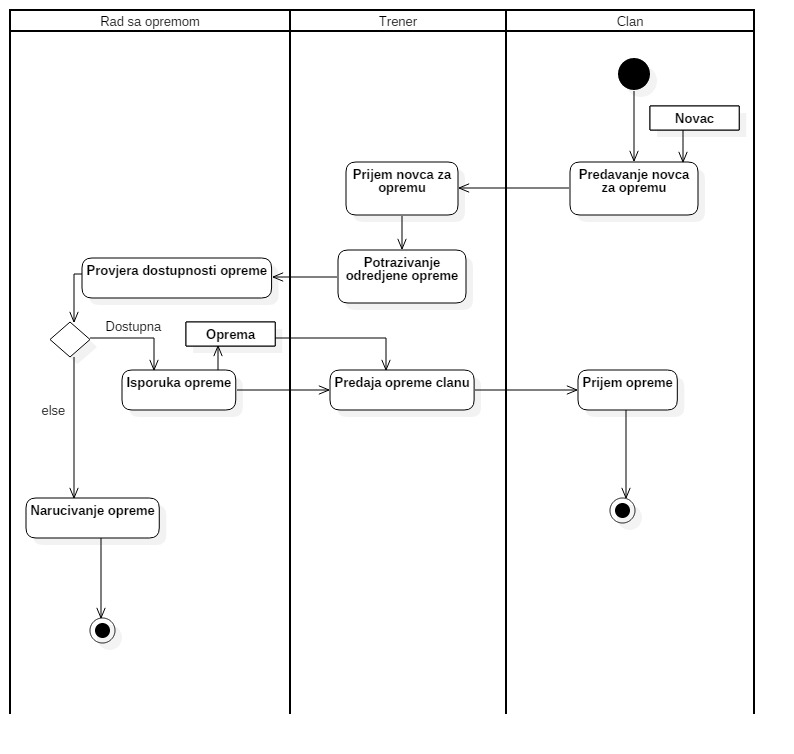 Rad sa opremom
Trener
Clan
Novac
Prijem novca za
opremu
Predavanje novca
za opremu
Potrazivanje
odredjene opreme
Provjera dostupnosti opreme
Dostupna
Oprema
Isporuka opreme
Predaja opreme clanu
Prijem opreme
else
Narucivanje opreme